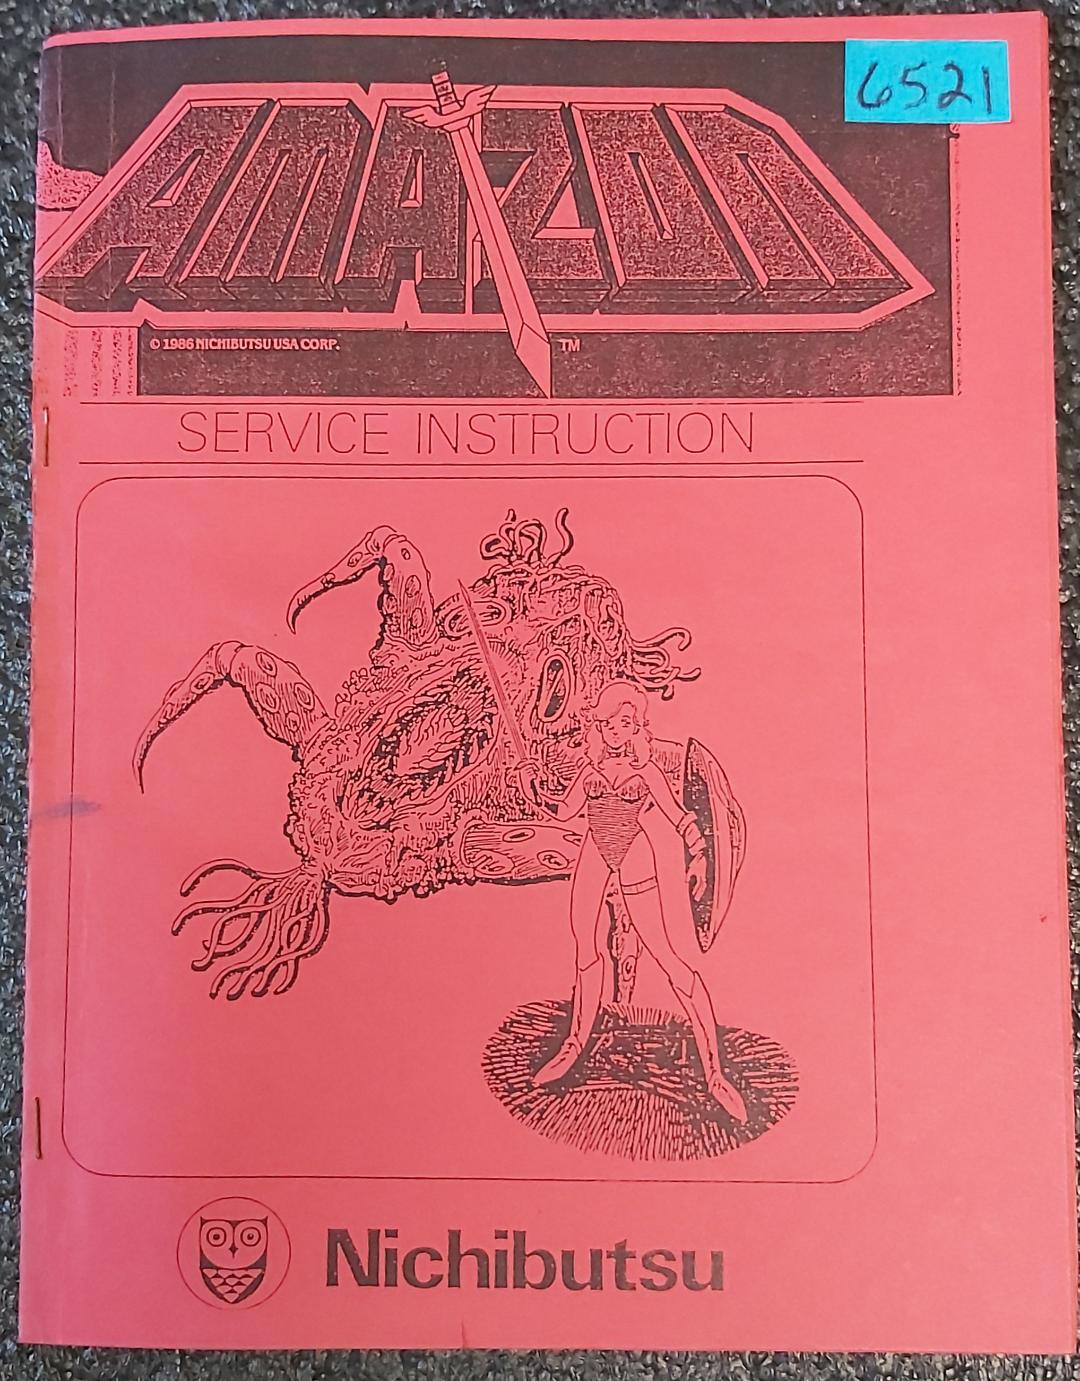 6521
AMAZON
© 1986 NICHIBUTSU USA CORP.
TM
SERVICE INSTRUCTION
Nichibutsu